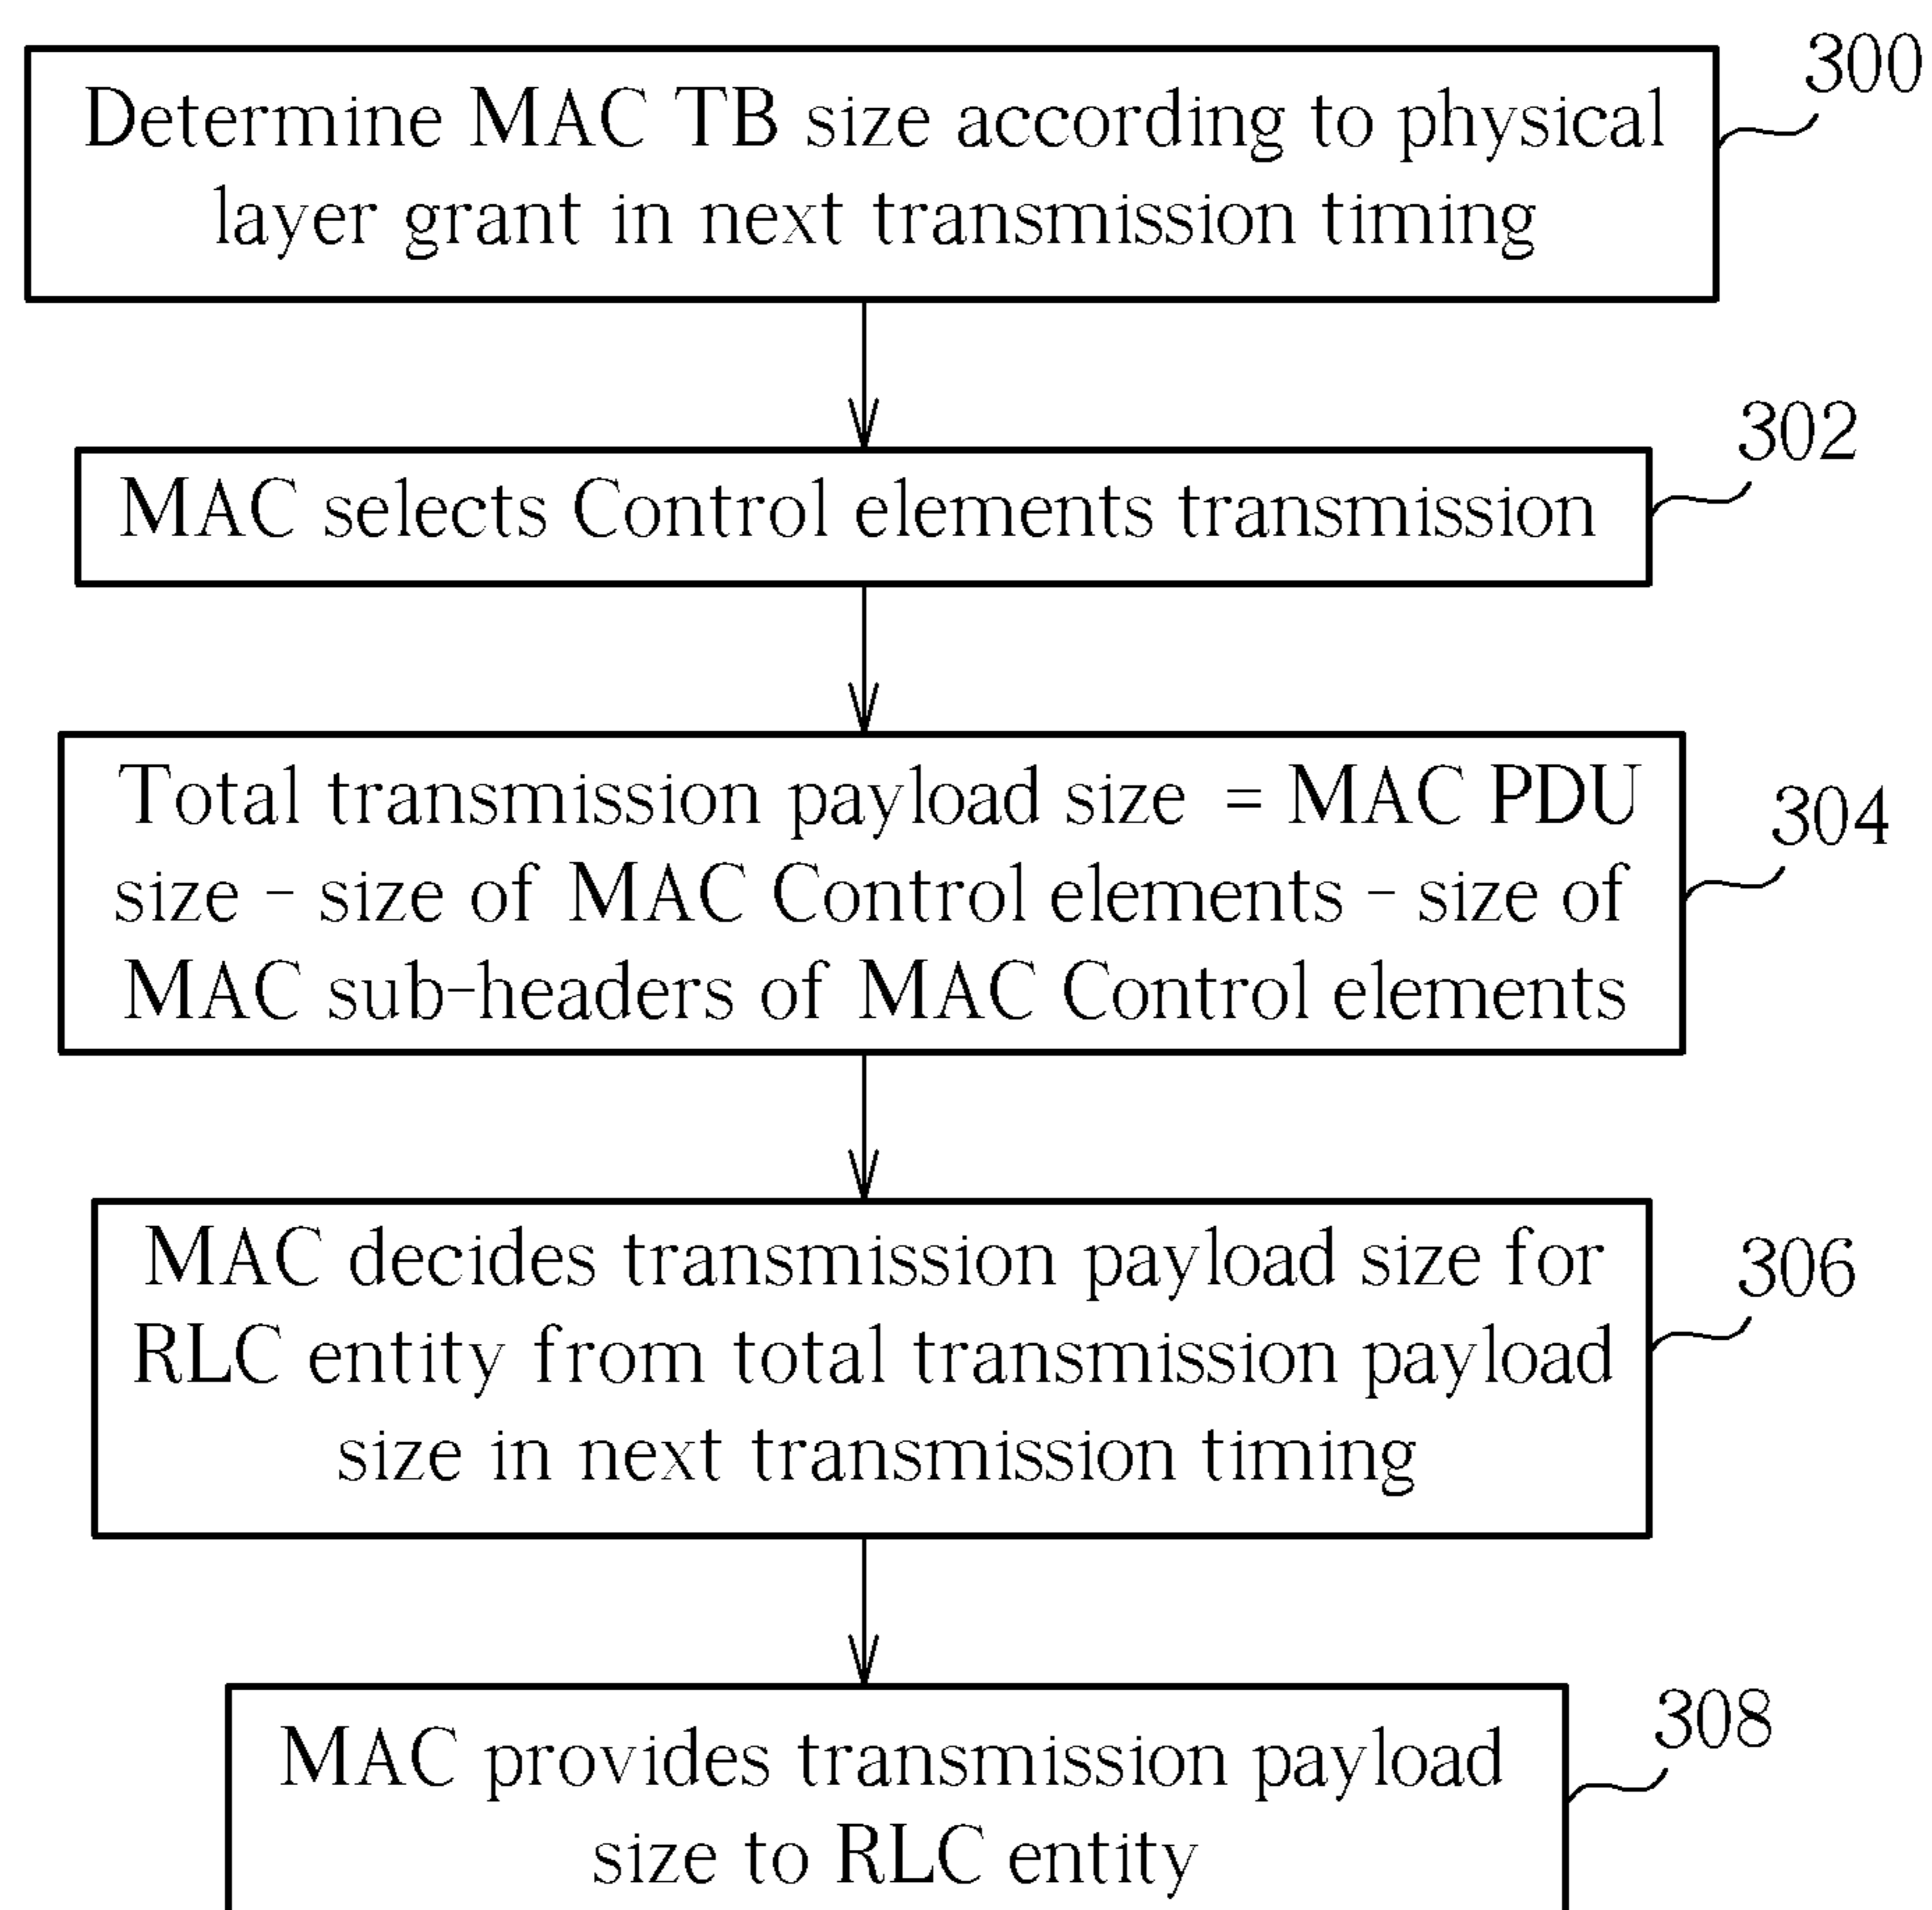 300
Determine MAC TB size according to physical
layer grant in next transmission timing
302
MAC selects Control elements transmission
Total transmission payload size = MAC PDU
size - size of MAC Control elements - size of
MAC sub-headers of MAC Control elements
304
MAC decides transmission payload size for
RLC entity from total transmission payload
size in next transmission timing
306
MAC provides transmission payload
size to RLC entity
308